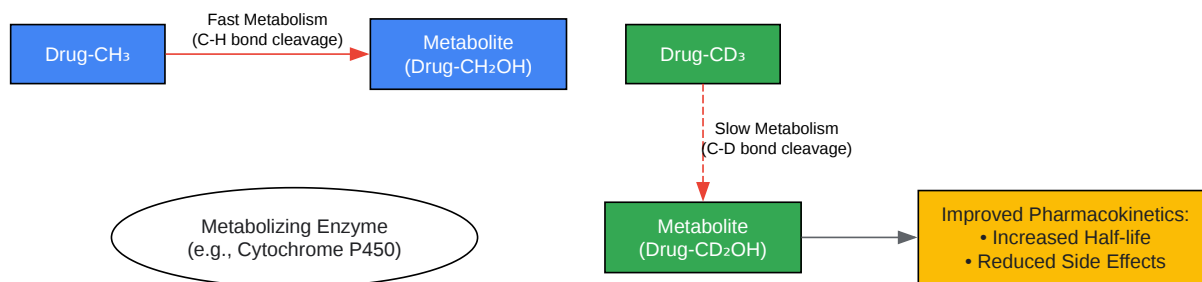 Drug-CH₃
Fast Metabolism
(C-H bond cleavage)
Metabolite
(Drug-CH₂OH)
Drug-CD₃
Slow Metabolism
(C-D bond cleavage)
Metabolizing Enzyme
(e.g., Cytochrome P450)
Metabolite
(Drug-CD₂OH)
Improved Pharmacokinetics:
• Increased Half-life
• Reduced Side Effects